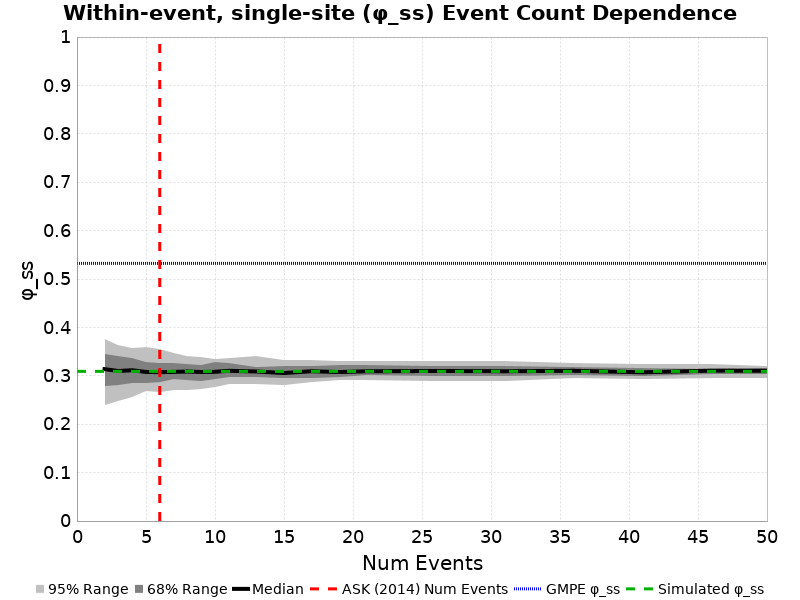 Within-event, single-site (φ_ss) Event Count Dependence
1
0.9
0.8
0.7
0.6
0.5
0.4
0.3
0.2
0.1
0
φ_ss
0 5 10 15 20 25 30 35 40 45 50
Num Events
95% Range 68% Range Median ASK (2014) Num Events GMPE φ_ss Simulated φ_ss